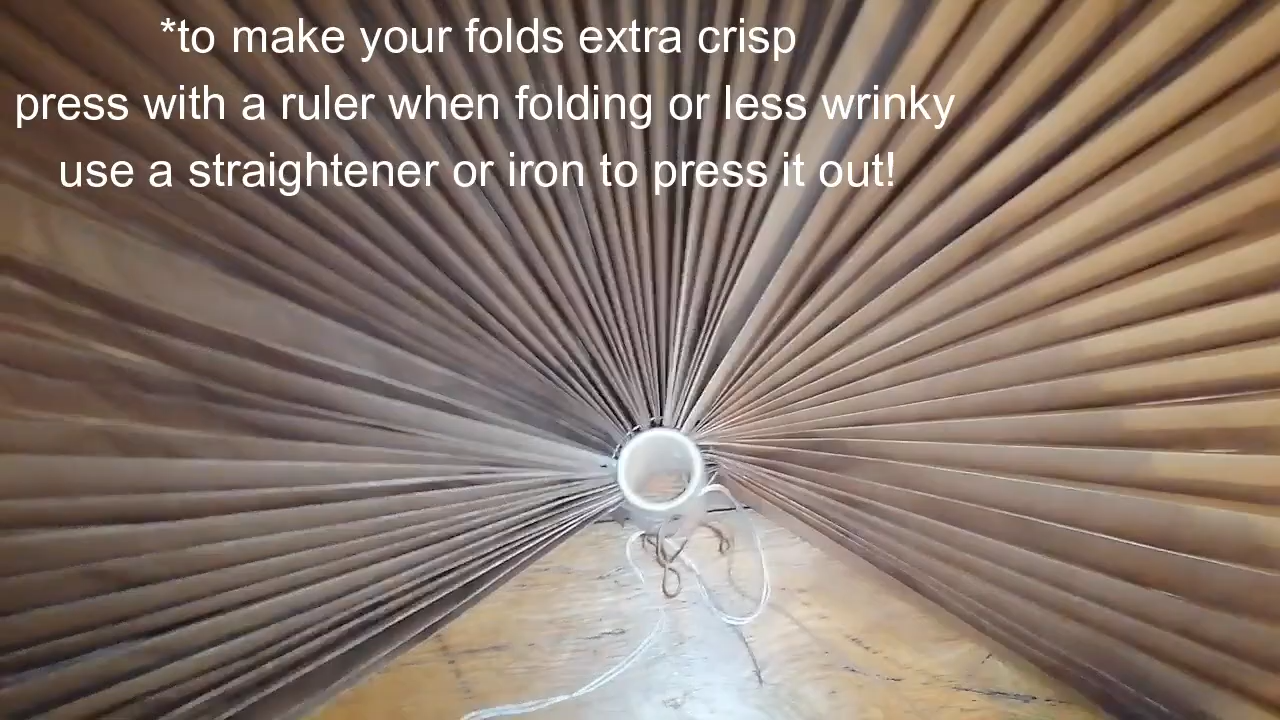 *to make your folds extra crisp
press with a ruler when folding or less wrinky
use a straightener or iron to press it out!